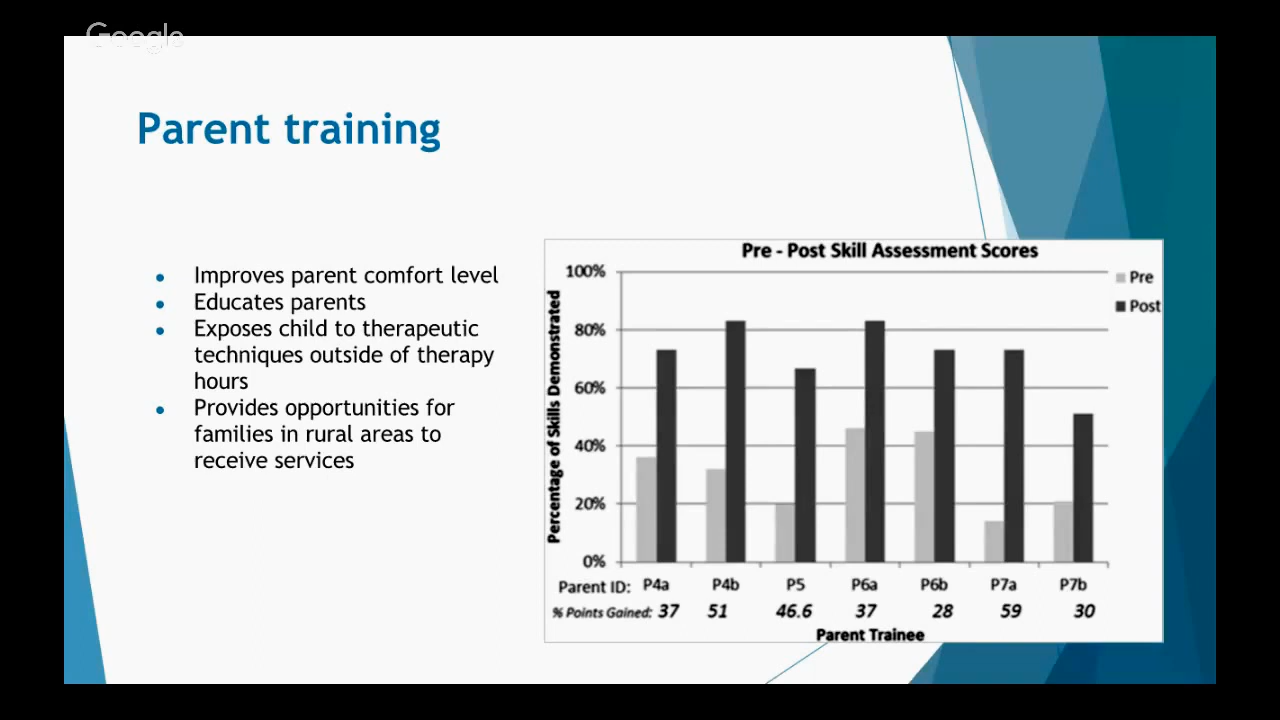 Google
Parent training
● Improves parent comfort level
● Educates parents
● Exposes child to therapeutic
techniques outside of therapy
hours
● Provides opportunities for
families in rural areas to
receive services
Pre - Post Skill Assessment Scores
Percentage of Skills Demonstrated
100%
80%
60%
40%
20%
0%
Pre
Post
Parent ID: P4a P4b P5 P6a P6b P7a P7b
% Points Gained: 37 51 46.6 37 28 59 30
Parent Trainee